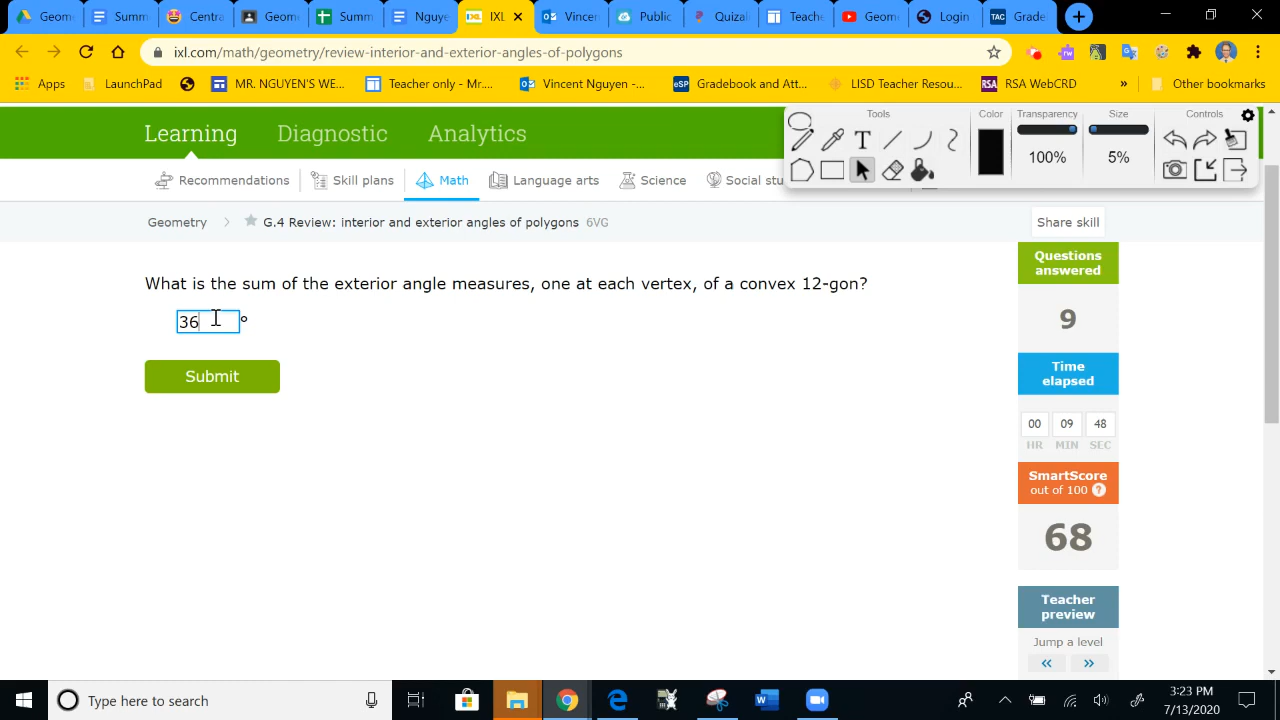 Geom
Summ
Centra
Geom
Summ
Nguye
IXL
Vincen
Public
Quizali
Teache
Geom
Login
TAC Grade
ixl.com/math/geometry/review-interior-and-exterior-angles-of-polygons
Apps LaunchPad MR. NGUYEN'S WE... Teacher only - Mr.... Vincent Nguyen -... eSP Gradebook and Att... LISD Teacher Resou... RSA RSA WebCRD » Other bookmarks
Learning Diagnostic Analytics
Tools Color Transparency Size Controls
100% 5%
Recommendations Skill plans Math Language arts Science Social stu
Geometry > G.4 Review: interior and exterior angles of polygons 6VG
Share skill
What is the sum of the exterior angle measures, one at each vertex, of a convex 12-gon?
36 °
Submit
Questions
answered
9
Time
elapsed
00 09 48
HR MIN SEC
SmartScore
out of 100 ?
68
Teacher
preview
Jump a level
« »
Type here to search
3:23 PM
7/13/2020